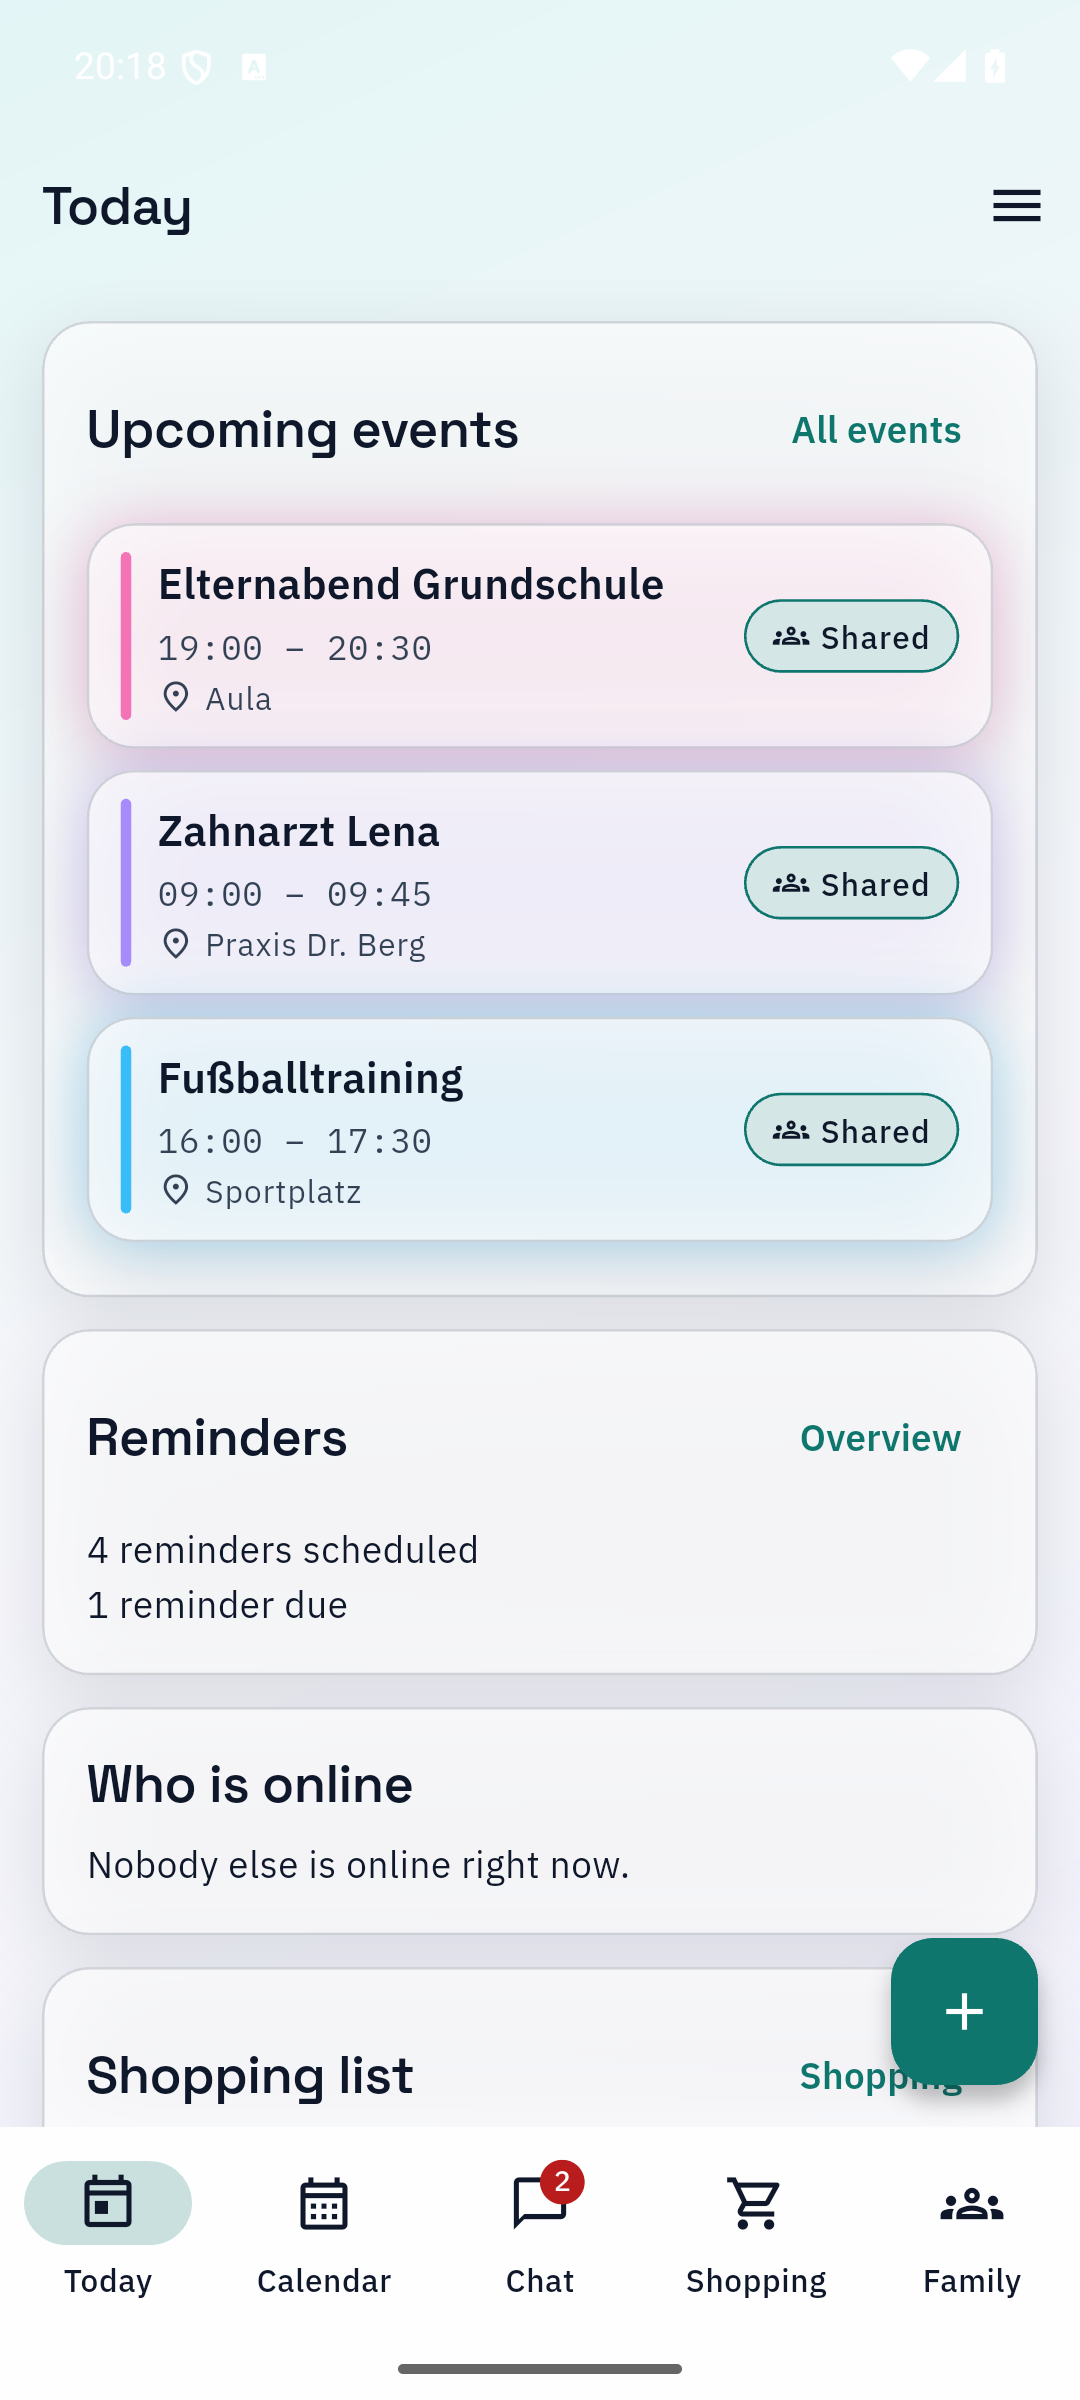 20:18
Today
Upcoming events
All events
Elternabend Grundschule
19:00 – 20:30
Aula
Shared
Zahnarzt Lena
09:00 – 09:45
Praxis Dr. Berg
Shared
Fußballtraining
16:00 – 17:30
Sportplatz
Shared
Reminders
Overview
4 reminders scheduled
1 reminder due
Who is online
Nobody else is online right now.
Shopping list
Shopping
2
Today
Calendar
Chat
Shopping
Family